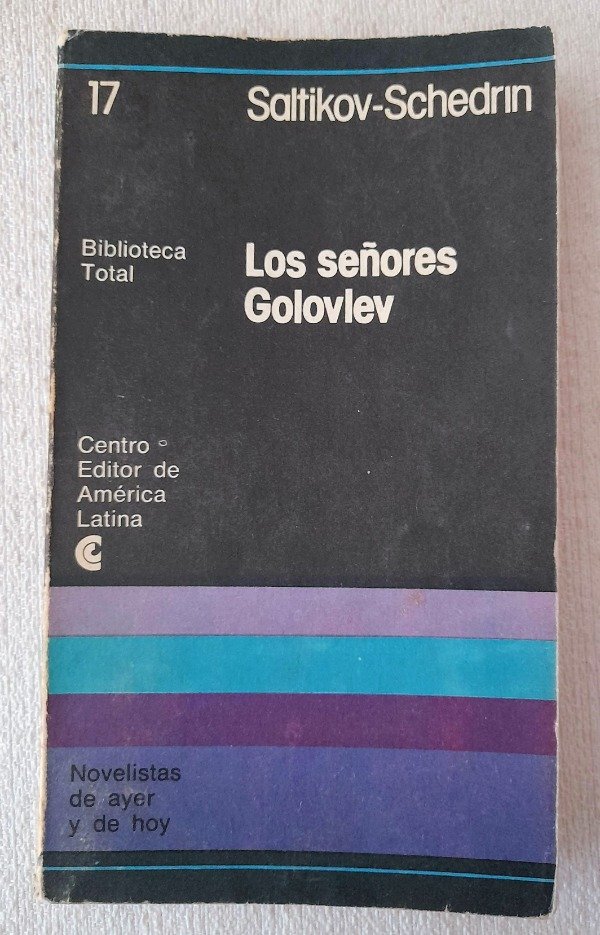 17
Saltikov-Schedrin
Biblioteca
Total
Los señores
Golovlev
Centro
Editor de
América
Latina
Novelistas
de ayer
y de hoy